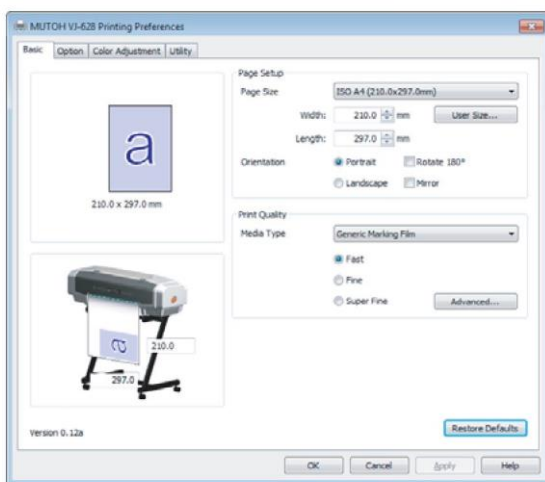 MUTOH VJ-628 Printing Preferences
Basic Option Color Adjustment Utility
a
210.0 x 297.0 mm
Page Setup
Page Size ISO A4 (210.0x297.0mm)
Width: 210.0 mm User Size...
Length: 297.0 mm
Orientation Portrait Rotate 180°
Landscape Mirror
Print Quality
Media Type Generic Marking Film
Fast
Fine
Super Fine Advanced...
a 210.0
297.0
Version 0.12a
Restore Defaults
OK Cancel Apply Help